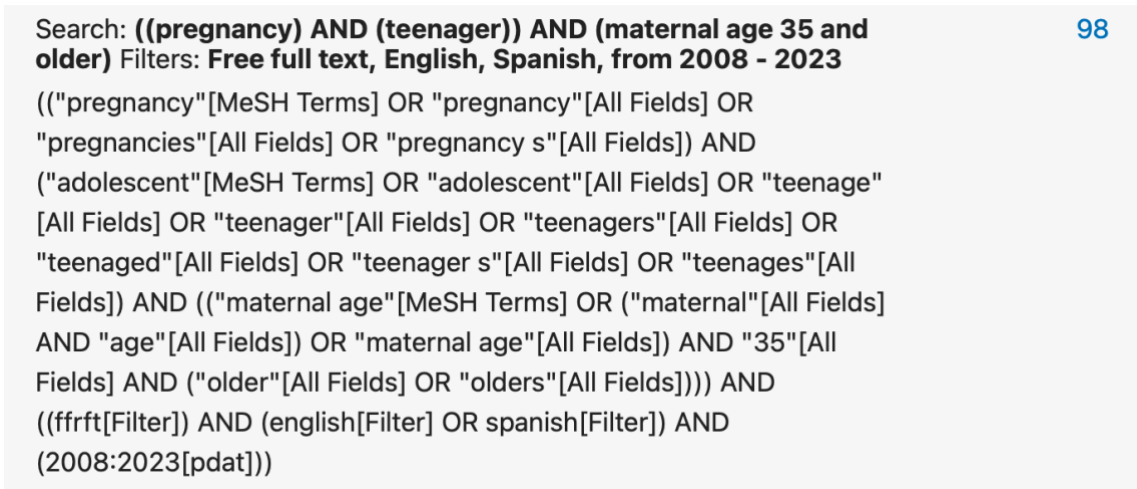 Search: ((pregnancy) AND (teenager)) AND (maternal age 35 and 98
older) Filters: Free full text, English, Spanish, from 2008 - 2023
(("pregnancy"[MeSH Terms] OR "pregnancy"[All Fields] OR
"pregnancies"[All Fields] OR "pregnancy s"[All Fields]) AND
("adolescent"[MeSH Terms] OR "adolescent"[All Fields] OR "teenage"
[All Fields] OR "teenager"[All Fields] OR "teenagers"[All Fields] OR
"teenaged"[All Fields] OR "teenager s"[All Fields] OR "teenages"[All
Fields]) AND (("maternal age"[MeSH Terms] OR ("maternal"[All Fields]
AND "age"[All Fields]) OR "maternal age"[All Fields]) AND "35"[All
Fields] AND ("older"[All Fields] OR "olders"[All Fields]))) AND
((ffrft[Filter]) AND (english[Filter] OR spanish[Filter]) AND
(2008:2023[pdat]))